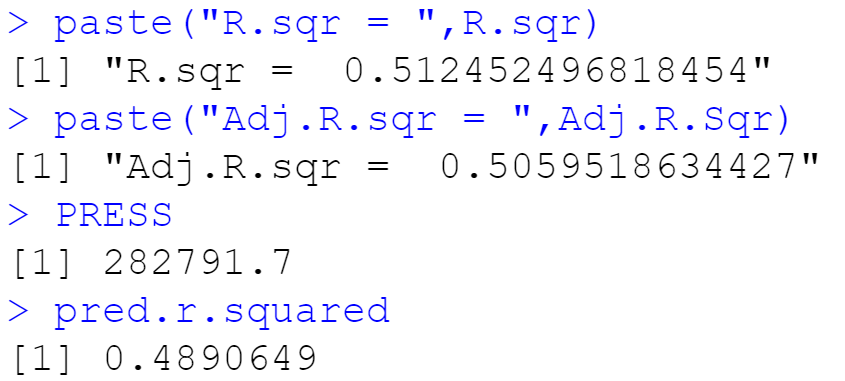 > paste("R.sqr = ",R.sqr)
[1] "R.sqr =  0.512452496818454"
> paste("Adj.R.sqr = ",Adj.R.Sqr)
[1] "Adj.R.sqr =  0.5059518634427"
> PRESS
[1] 282791.7
> pred.r.squared
[1] 0.4890649